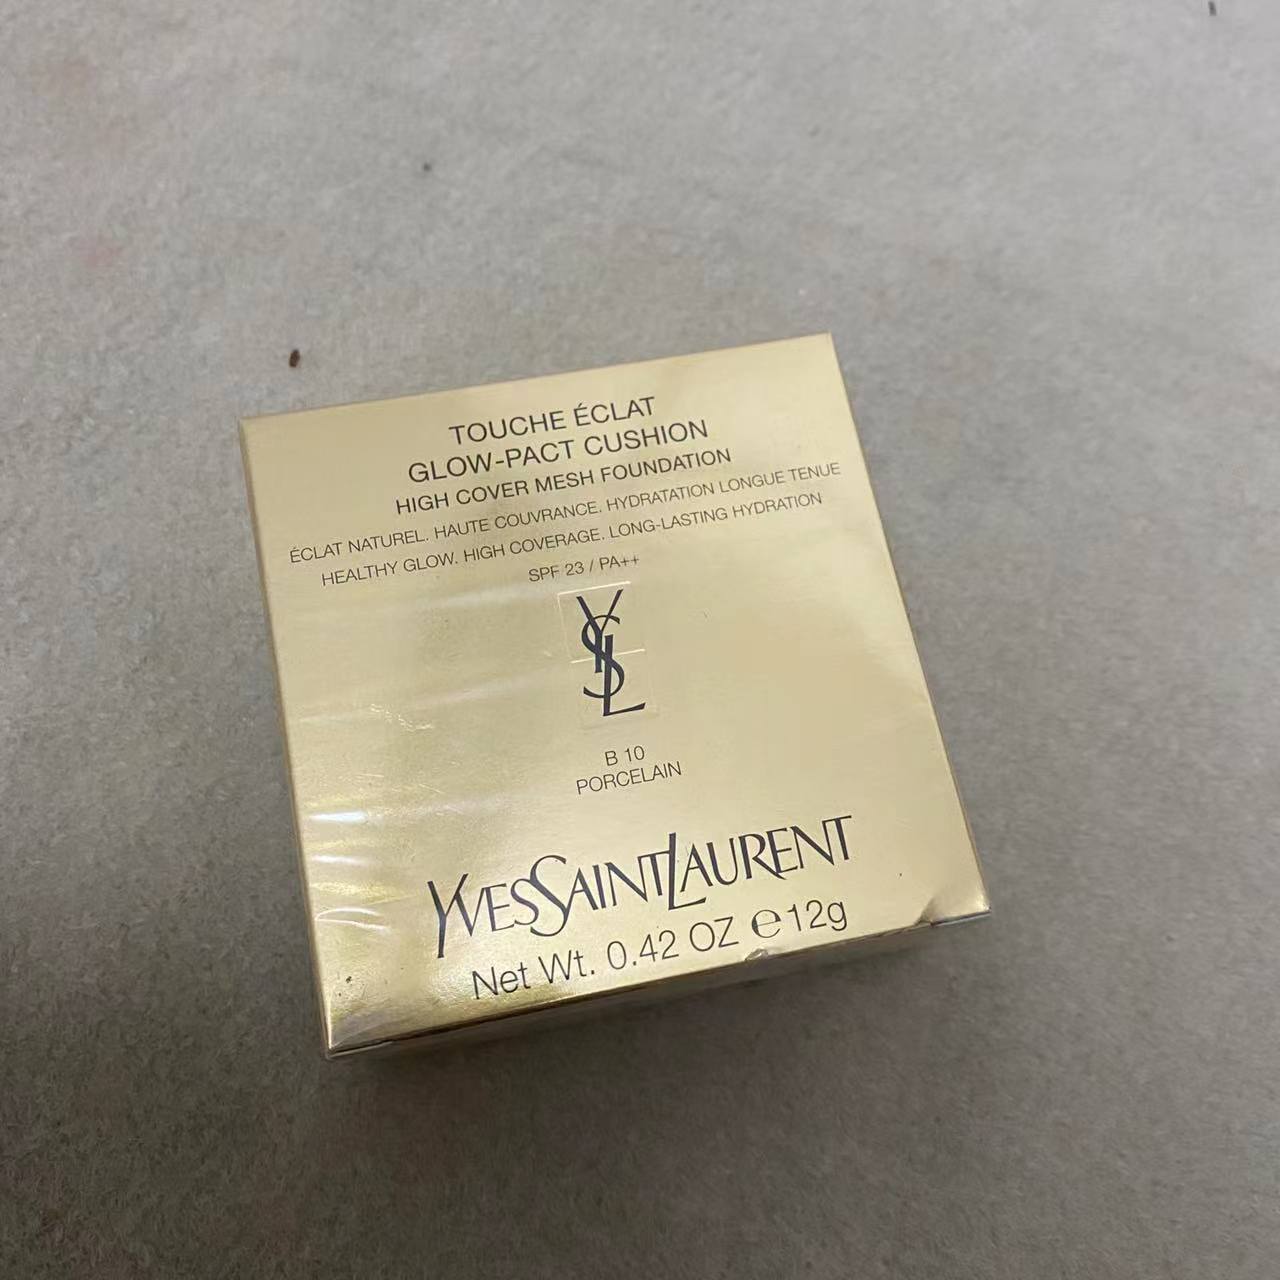 TOUCHE ÉCLAT
GLOW-PACT CUSHION
HIGH COVER MESH FOUNDATION
ÉCLAT NATUREL. HAUTE COUVRANCE. HYDRATATION LONGUE TENUE
HEALTHY GLOW. HIGH COVERAGE. LONG-LASTING HYDRATION
SPF 23 / PA++
YSL
B 10
PORCELAIN
YVESSAINTLAURENT
Net Wt. 0.42 OZ ℮12g